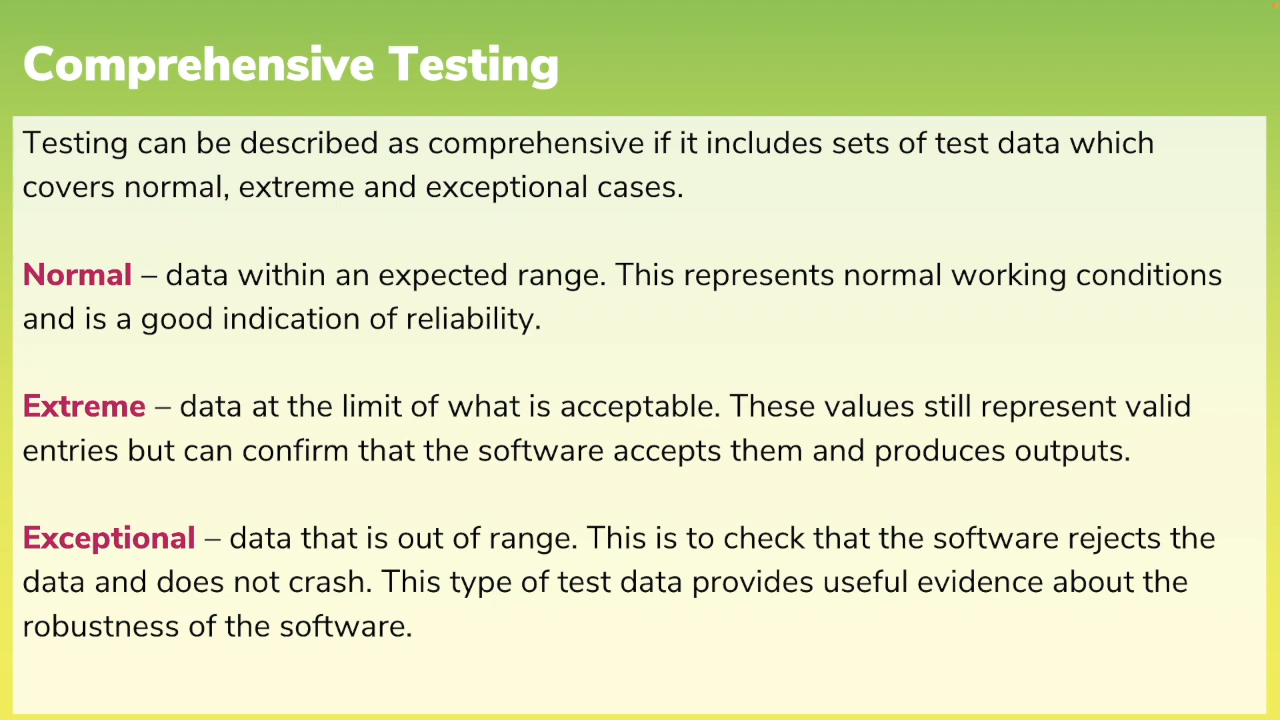 Comprehensive Testing
Testing can be described as comprehensive if it includes sets of test data which
covers normal, extreme and exceptional cases.
Normal – data within an expected range. This represents normal working conditions
and is a good indication of reliability.
Extreme – data at the limit of what is acceptable. These values still represent valid
entries but can confirm that the software accepts them and produces outputs.
Exceptional – data that is out of range. This is to check that the software rejects the
data and does not crash. This type of test data provides useful evidence about the
robustness of the software.